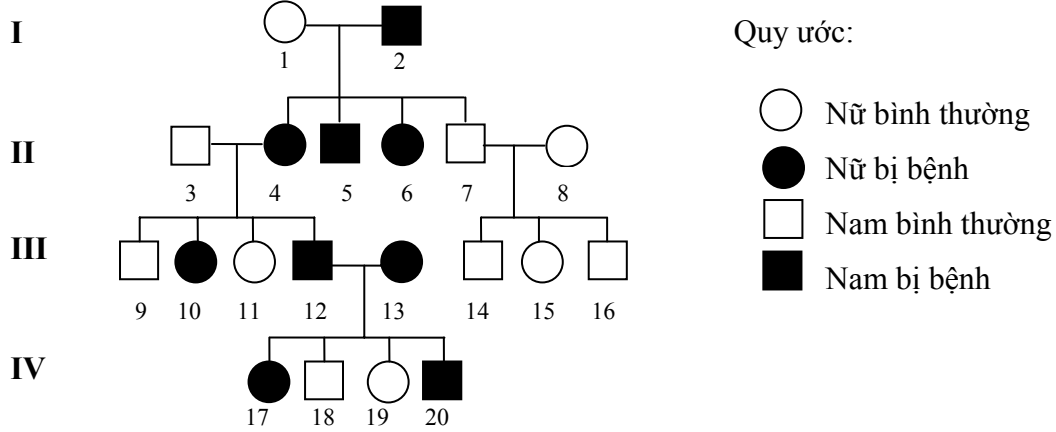 I
1 2
Quy ước:
Nữ bình thường
II
3 4 5 6 7 8
Nữ bị bệnh
Nam bình thường
III
Nam bị bệnh
9 10 11 12 13 14 15 16
IV
17 18 19 20